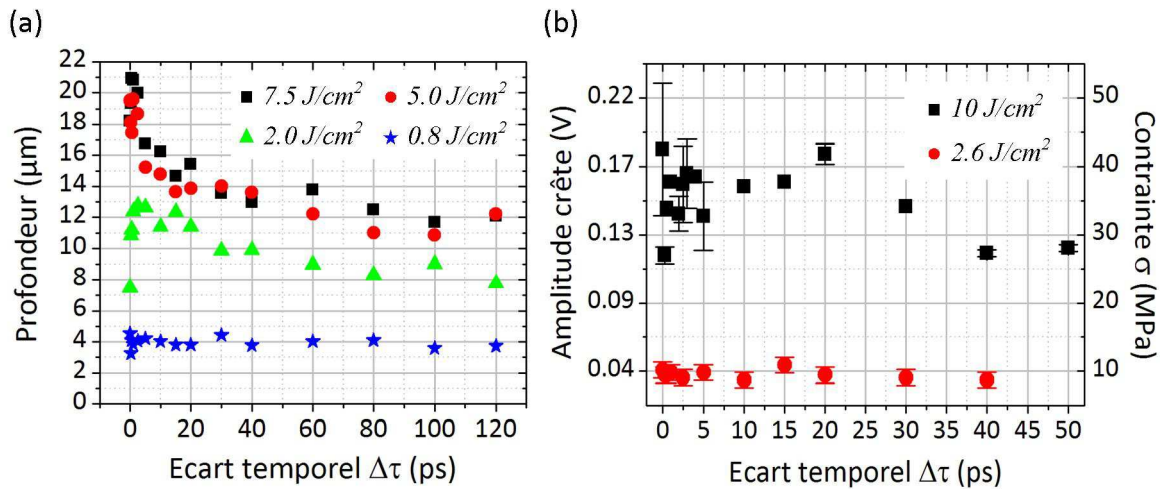 (a)
Profondeur (µm)
22
20
18
16
14
12
10
8
6
4
2
0
7.5 J/cm²
5.0 J/cm²
2.0 J/cm²
0.8 J/cm²
0 20 40 60 80 100 120
Ecart temporel Δτ (ps)
(b)
Amplitude crête (V)
0.22
0.17
0.13
0.09
0.04
10 J/cm²
2.6 J/cm²
50
40
30
20
10
Contrainte σ (MPa)
0 5 10 15 20 25 30 35 40 45 50
Ecart temporel Δτ (ps)